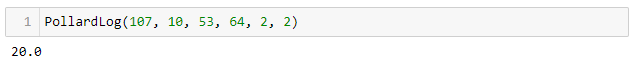 1 PollardLog(107, 10, 53, 64, 2, 2)
20.0